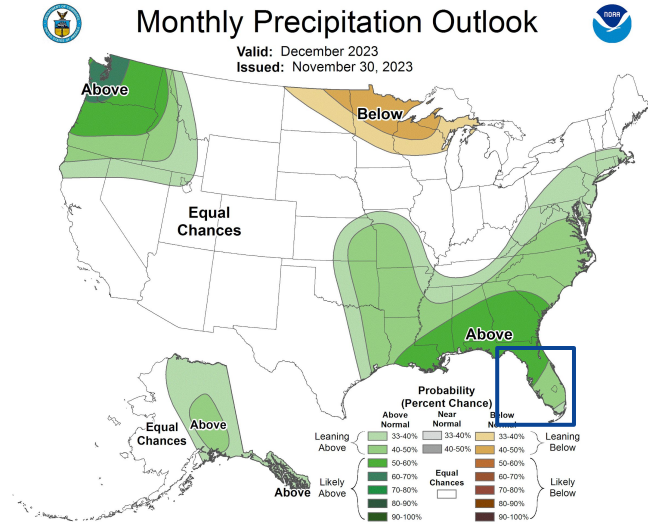 Monthly Precipitation Outlook
NOAA
Valid: December 2023
Issued: November 30, 2023
Above
Below
Equal
Chances
Above
Equal
Chances
Above
Above
Probability
(Percent Chance)
Above
Normal
Near
Normal
Below
Normal
Leaning
Above
33-40%
40-50%
33-40%
40-50%
33-40%
40-50%
Leaning
Below
Likely
Above
50-60%
60-70%
70-80%
80-90%
90-100%
Equal
Chances
50-60%
60-70%
70-80%
80-90%
90-100%
Likely
Below